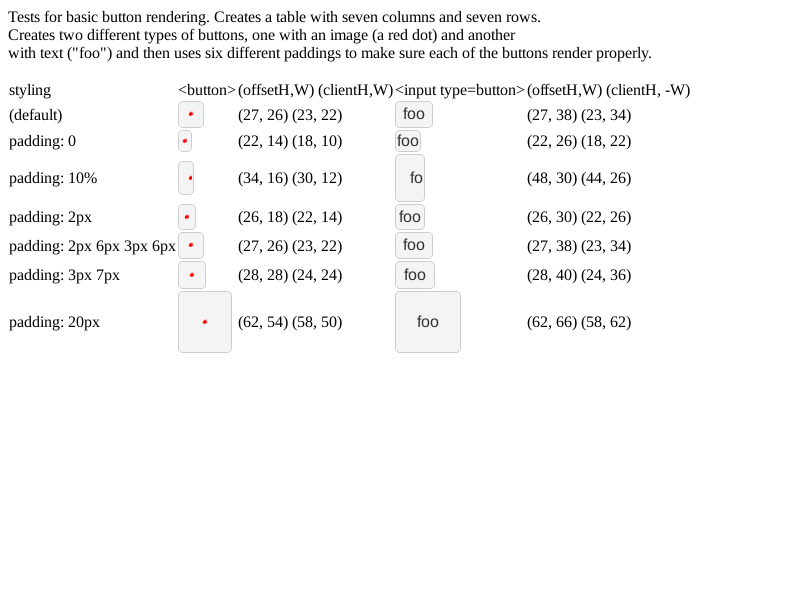 Tests for basic button rendering. Creates a table with seven columns and seven rows.
Creates two different types of buttons, one with an image (a red dot) and another
with text ("foo") and then uses six different paddings to make sure each of the buttons render properly.
styling <button> (offsetH,W) (clientH,W) <input type=button> (offsetH,W) (clientH, -W)
(default) (27, 26) (23, 22) foo (27, 38) (23, 34)
padding: 0 (22, 14) (18, 10) foo (22, 26) (18, 22)
padding: 10% (34, 16) (30, 12) fo (48, 30) (44, 26)
padding: 2px (26, 18) (22, 14) foo (26, 30) (22, 26)
padding: 2px 6px 3px 6px (27, 26) (23, 22) foo (27, 38) (23, 34)
padding: 3px 7px (28, 28) (24, 24) foo (28, 40) (24, 36)
padding: 20px (62, 54) (58, 50) foo (62, 66) (58, 62)